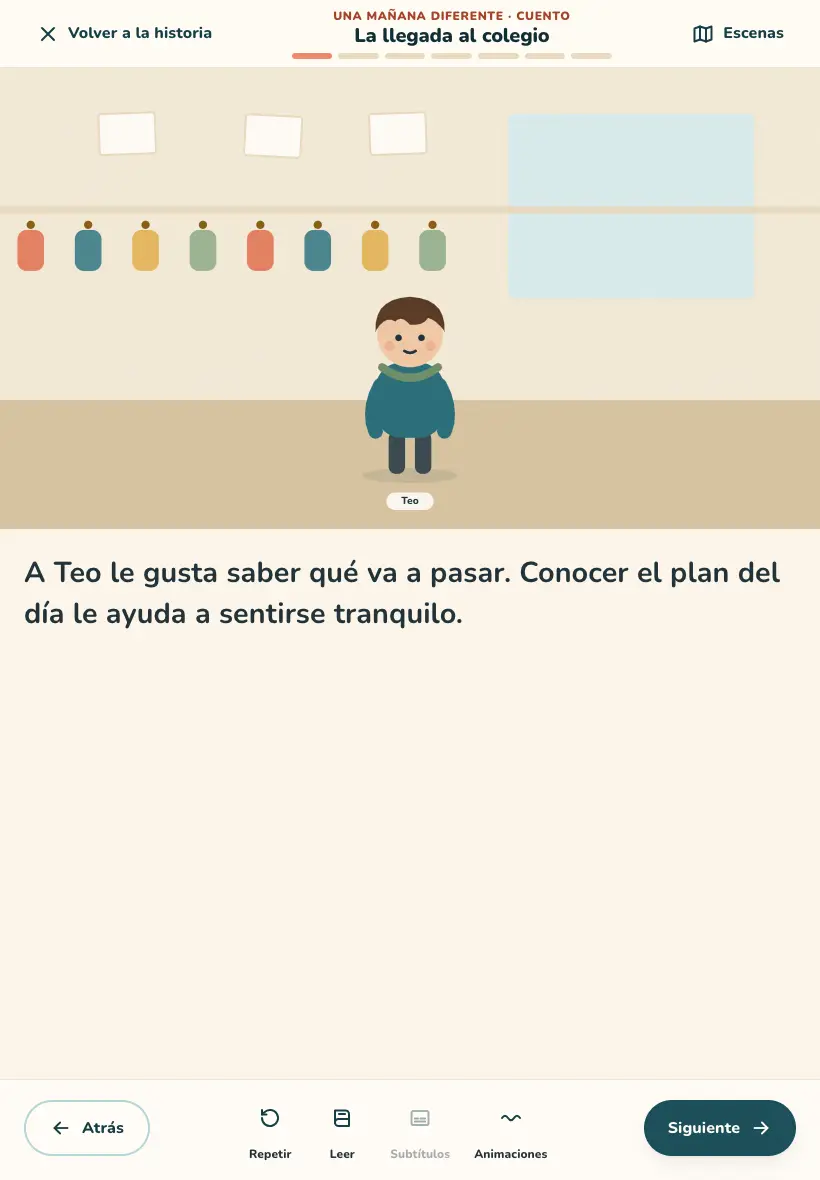 Volver a la historia
UNA MAÑANA DIFERENTE · CUENTO
La llegada al colegio
Escenas
Teo
A Teo le gusta saber qué va a pasar. Conocer el plan del
día le ayuda a sentirse tranquilo.
Atrás
Repetir
Leer
Subtítulos
Animaciones
Siguiente